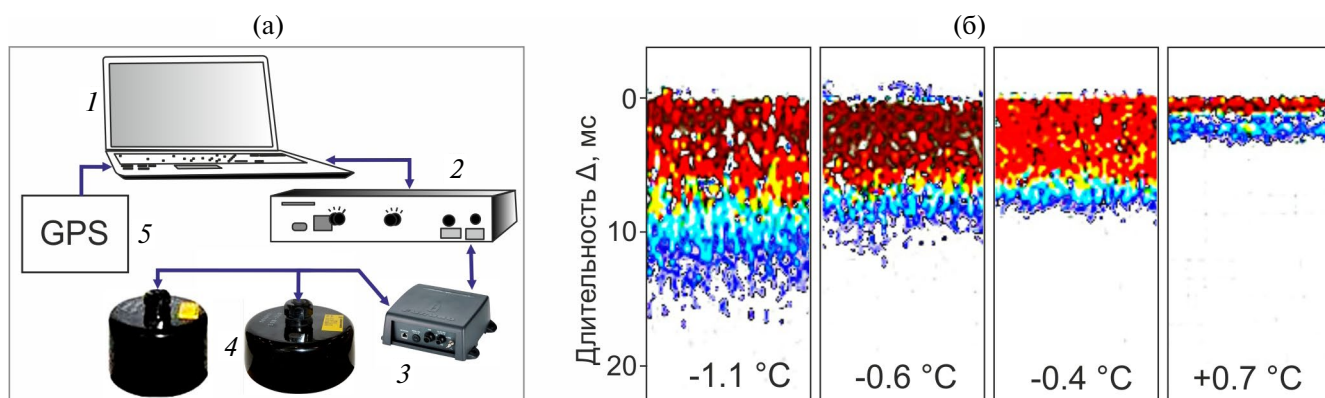 (а)
1
2
GPS
5
4
3
(б)
Длительность Δ, мс
0
10
20
-1.1 °C
-0.6 °C
-0.4 °C
+0.7 °C